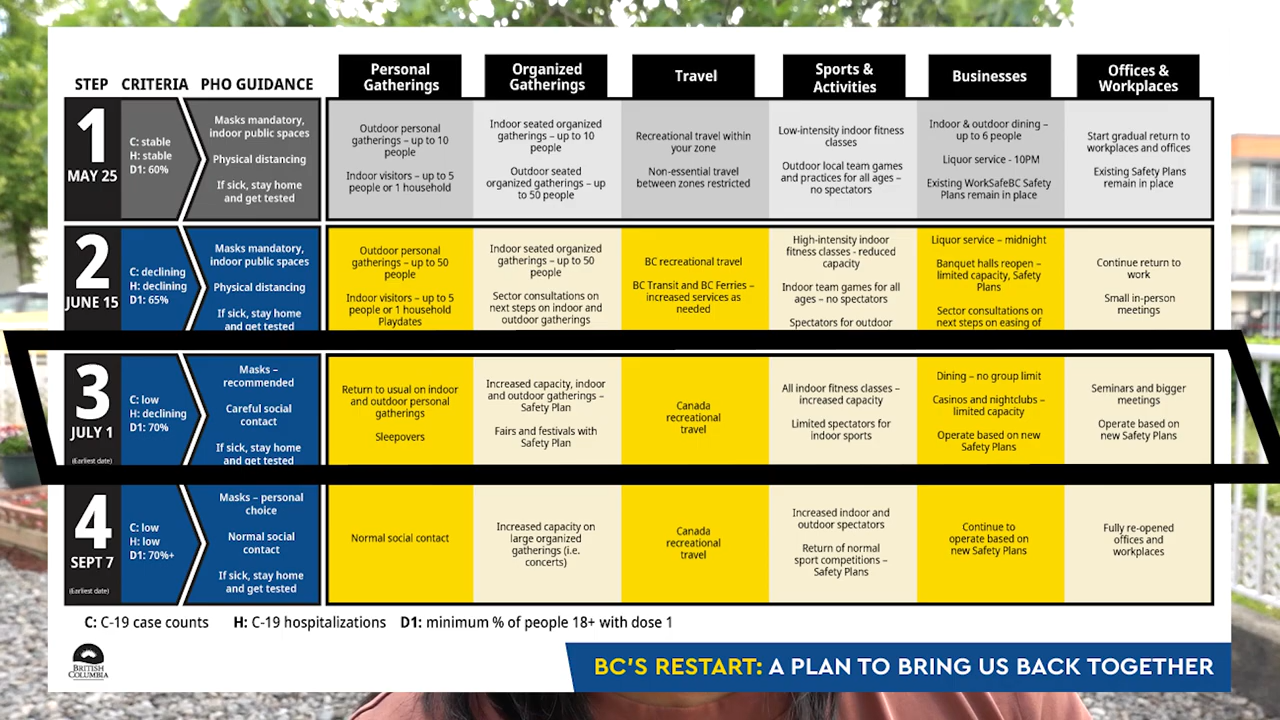 STEP CRITERIA PHO GUIDANCE
Personal
Gatherings
Organized
Gatherings
Travel
Sports &
Activities
Businesses
Offices &
Workplaces
1
MAY 25
C: stable
H: stable
D1: 60%
Masks mandatory,
indoor public spaces
Physical distancing
If sick, stay home
and get tested
Outdoor personal
gatherings – up to 10
people
Indoor visitors – up to 5
people or 1 household
Indoor seated organized
gatherings – up to 10
people
Outdoor seated
organized gatherings – up
to 50 people
Recreational travel within
your zone
Non-essential travel
between zones restricted
Low-intensity indoor fitness
classes
Outdoor local team games
and practices for all ages –
no spectators
Indoor & outdoor dining –
up to 6 people
Liquor service - 10PM
Existing WorkSafeBC Safety
Plans remain in place
Start gradual return to
workplaces and offices
Existing Safety Plans
remain in place
2
JUNE 15
C: declining
H: declining
D1: 65%
Masks mandatory,
indoor public spaces
Physical distancing
If sick, stay home
and get tested
Outdoor personal
gatherings – up to 50
people
Indoor visitors – up to 5
people or 1 household
Playdates
Indoor seated organized
gatherings – up to 50
people
Sector consultations on
next steps on indoor and
outdoor gatherings
BC recreational travel
BC Transit and BC Ferries –
increased services as
needed
High-intensity indoor
fitness classes - reduced
capacity
Indoor team games for all
ages – no spectators
Spectators for outdoor
Liquor service – midnight
Banquet halls reopen –
limited capacity, Safety
Plans
Sector consultations on
next steps on easing of
Continue return to
work
Small in-person
meetings
3
JULY 1
(Earliest date)
C: low
H: declining
D1: 70%
Masks –
recommended
Careful social
contact
If sick, stay home
and get tested
Return to usual on indoor
and outdoor personal
gatherings
Sleepovers
Increased capacity, indoor
and outdoor gatherings –
Safety Plan
Fairs and festivals with
Safety Plan
Canada
recreational
travel
All indoor fitness classes –
increased capacity
Limited spectators for
indoor sports
Dining – no group limit
Casinos and nightclubs –
limited capacity
Operate based on new
Safety Plans
Seminars and bigger
meetings
Operate based on
new Safety Plans
4
SEPT 7
(Earliest date)
C: low
H: low
D1: 70%+
Masks – personal
choice
Normal social
contact
If sick, stay home
and get tested
Normal social contact
Increased capacity on
large organized
gatherings (i.e.
concerts)
Canada
recreational
travel
Increased indoor and
outdoor spectators
Return of normal
sport competitions –
Safety Plans
Continue to
operate based on
new Safety Plans
Fully re-opened
offices and
workplaces
C: C-19 case counts H: C-19 hospitalizations D1: minimum % of people 18+ with dose 1
BRITISH
COLUMBIA
BC'S RESTART: A PLAN TO BRING US BACK TOGETHER